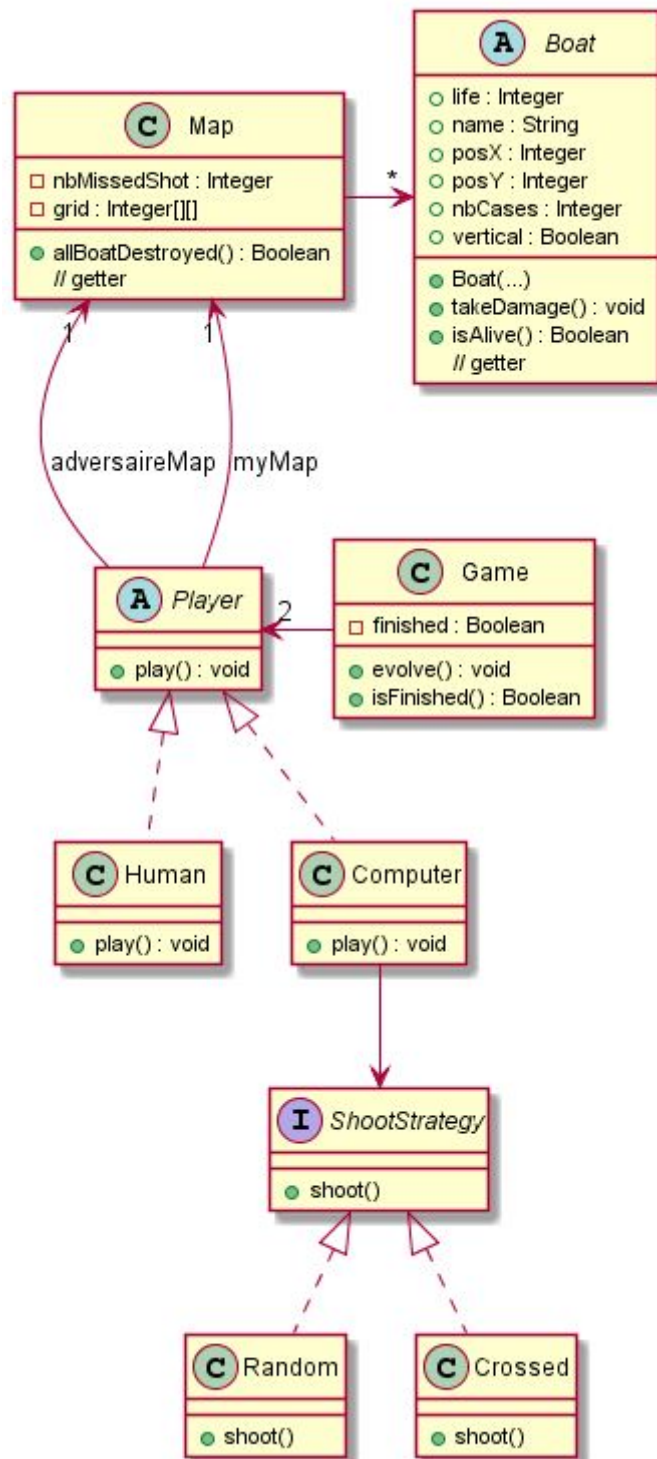 A Boat
life : Integer
name : String
posX : Integer
posY : Integer
nbCases : Integer
vertical : Boolean
Boat(...)
takeDamage() : void
isAlive() : Boolean
// getter
C Map
nbMissedShot : Integer
grid : Integer[][]
allBoatDestroyed() : Boolean
// getter
*
1
1
adversaireMap
myMap
A Player
play() : void
2
C Game
finished : Boolean
evolve() : void
isFinished() : Boolean
C Human
play() : void
C Computer
play() : void
I ShootStrategy
shoot()
C Random
shoot()
C Crossed
shoot()